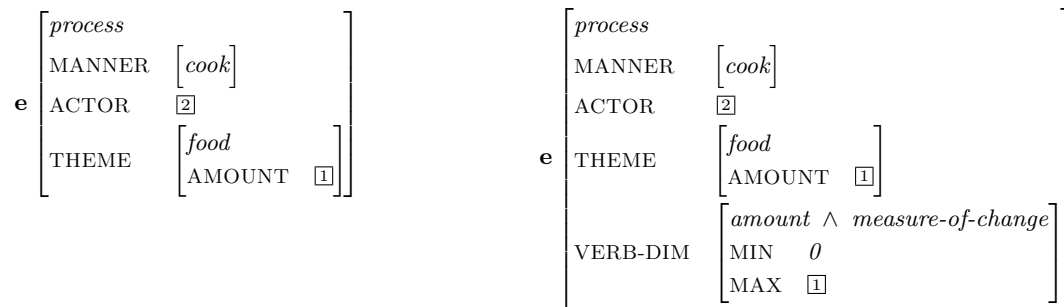 e
process
MANNER [cook]
ACTOR 2
THEME
food
AMOUNT 1
e
process
MANNER [cook]
ACTOR 2
THEME
food
AMOUNT 1
VERB-DIM
amount ∧ measure-of-change
MIN 0
MAX 1